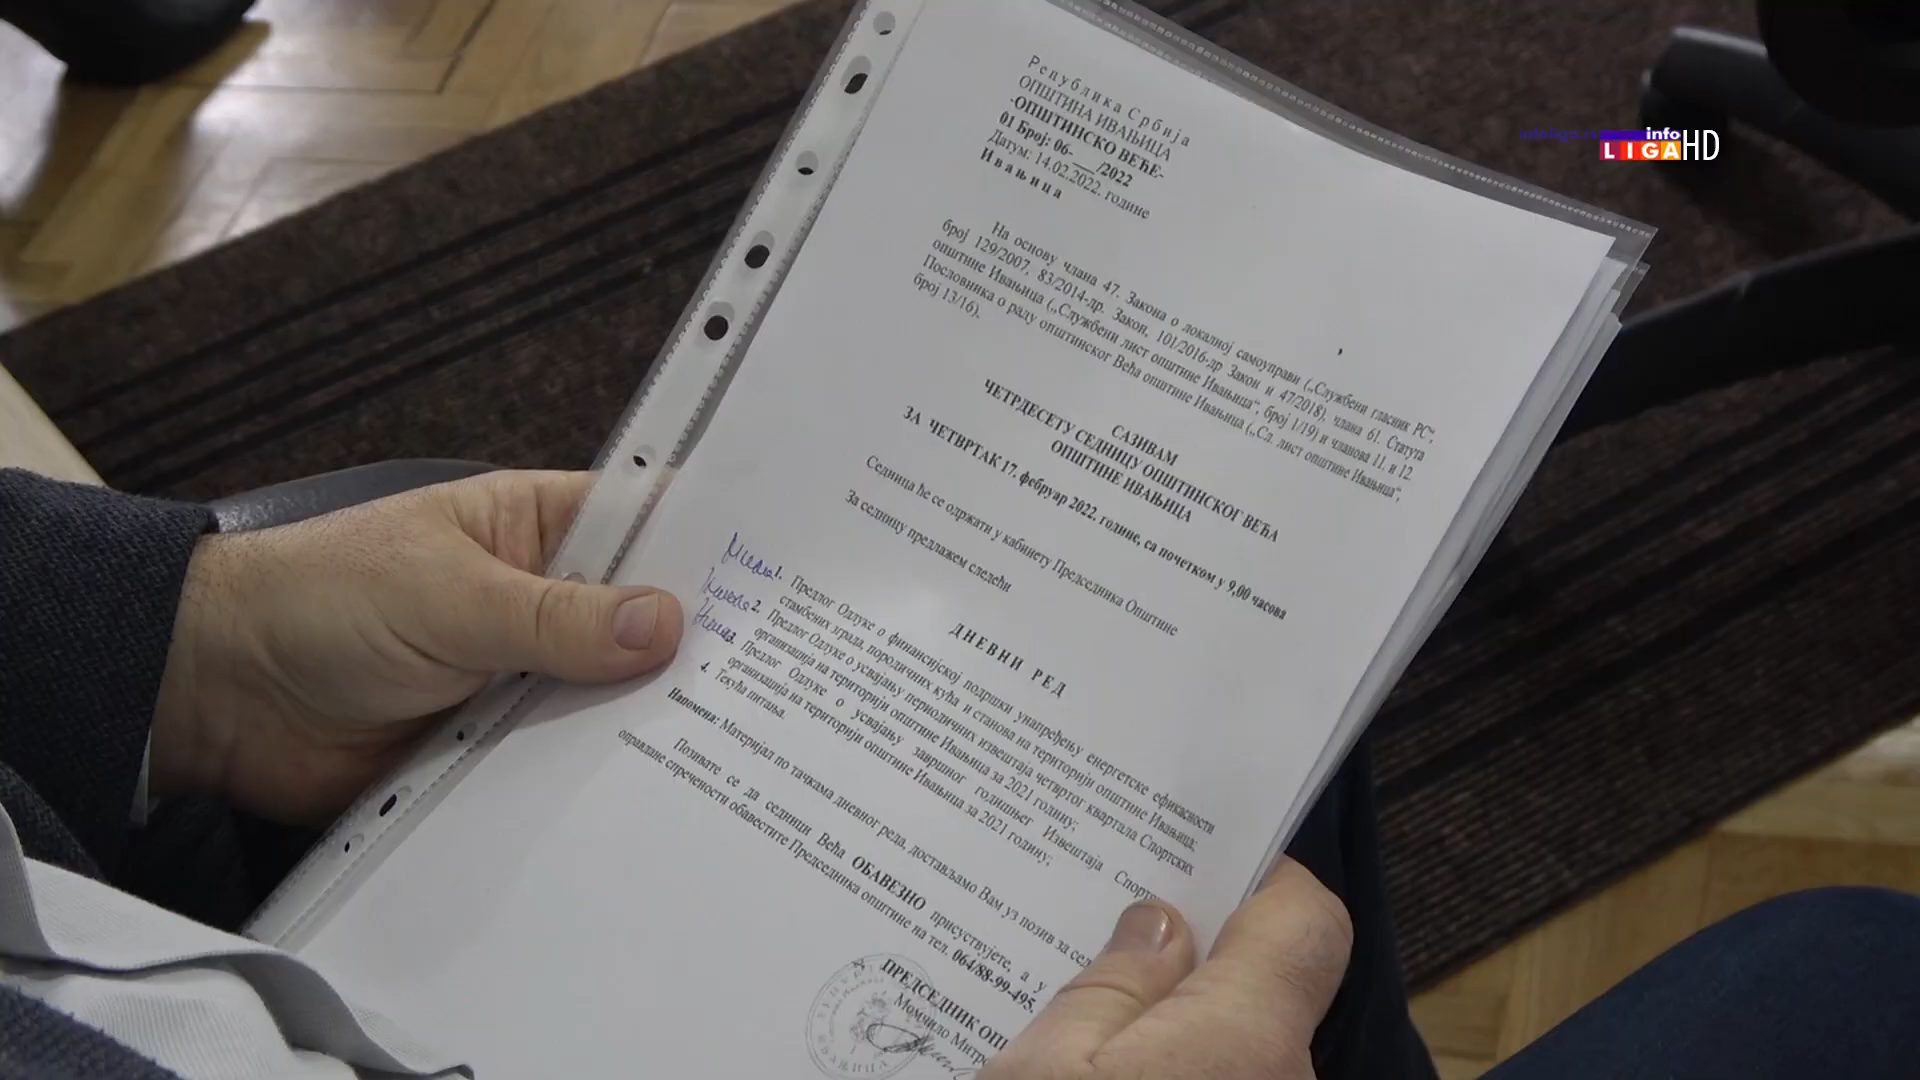 Република Србија
ОПШТИНА ИВАЊИЦА
-ОПШТИНСКО ВЕЋЕ-
01 Број: 06-___/2022
Датум: 14.02.2022. године
Ивањица
На основу члана 47. Закона о локалној самоуправи („Службени гласник РС“,
број 129/2007, 83/2014-др. Закон, 101/2016-др Закон и 47/2018), члана 61. Статута
општине Ивањица („Службени лист општине Ивањица“, број 1/19) и чланова 11. и 12.
Пословника о раду општинског Већа општине Ивањица („Сл. лист општине Ивањица“,
број 13/16),
САЗИВАМ
ЧЕТРДЕСЕТУ СЕДНИЦУ ОПШТИНСКОГ ВЕЋА
ОПШТИНЕ ИВАЊИЦА
ЗА ЧЕТВРТАК 17. фебруар 2022. године, са почетком у 9,00 часова
Седница ће се одржати у кабинету Председника Општине
За седницу предлажем следећи
ДНЕВНИ РЕД
1. Предлог Одлуке о финансијској подршци унапређењу енергетске ефикасности
стамбених зграда, породичних кућа и станова на територији општине Ивањица;
2. Предлог Одлуке о усвајању периодичних извештаја четвртог квартала Спортских
организација на територији општине Ивањица за 2021 годину;
3. Предлог Одлуке о усвајању завршног годишњег Извештаја
организација на територији општине Ивањица за 2021 годину;
4. Текућа питања.
Напомена: Материјал по тачкама дневног реда, достављамо Вам уз позив за
Позивате се да седници Већа ОБАВЕЗНО присуствујете, а у
оправдане спречености обавестите Председника општине на тел. 064/88-99-495.
ПРЕДСЕДНИК
Момчило
infoliga.rs
info
LIGA HD